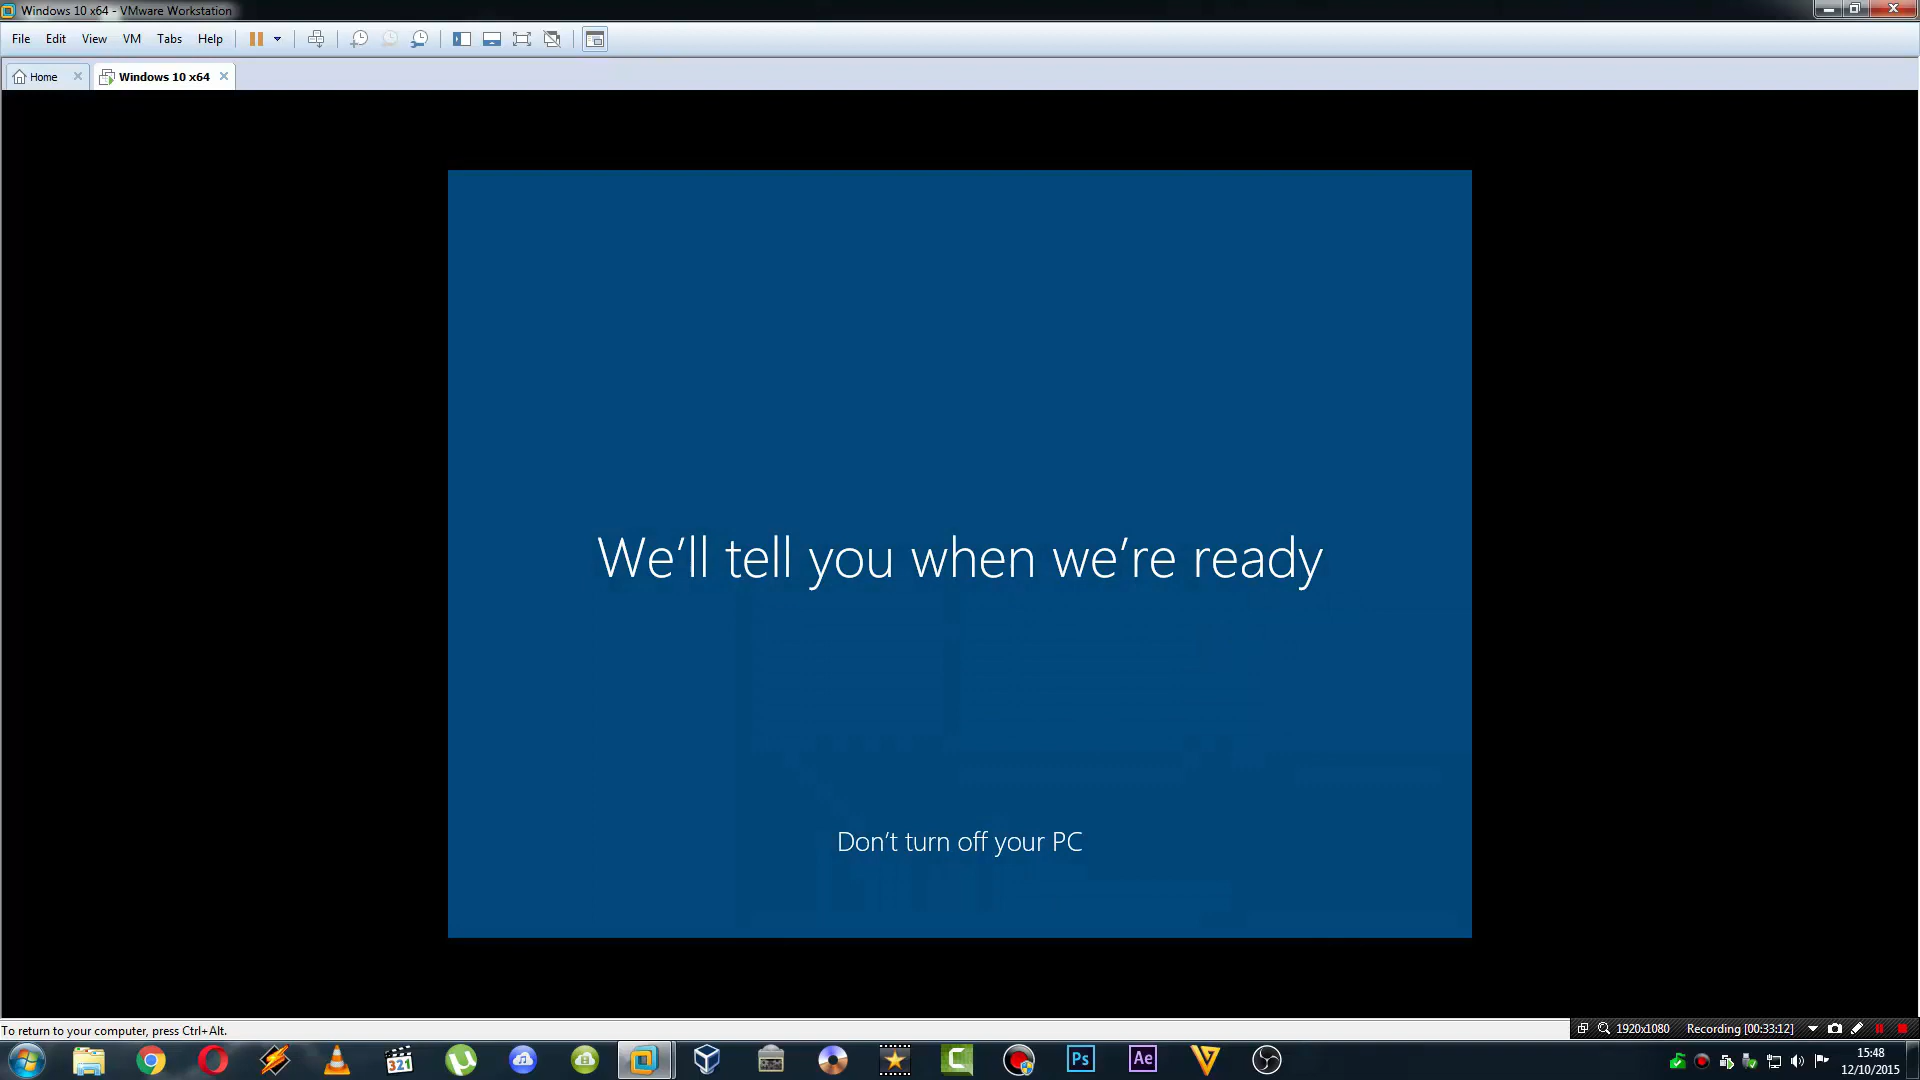 Windows 10 x64 - VMware Workstation
File Edit View VM Tabs Help
Home Windows 10 x64
We'll tell you when we're ready
Don't turn off your PC
To return to your computer, press Ctrl+Alt.
1920x1080 Recording [00:33:12]
321 Ps Ae
15:48
12/10/2015